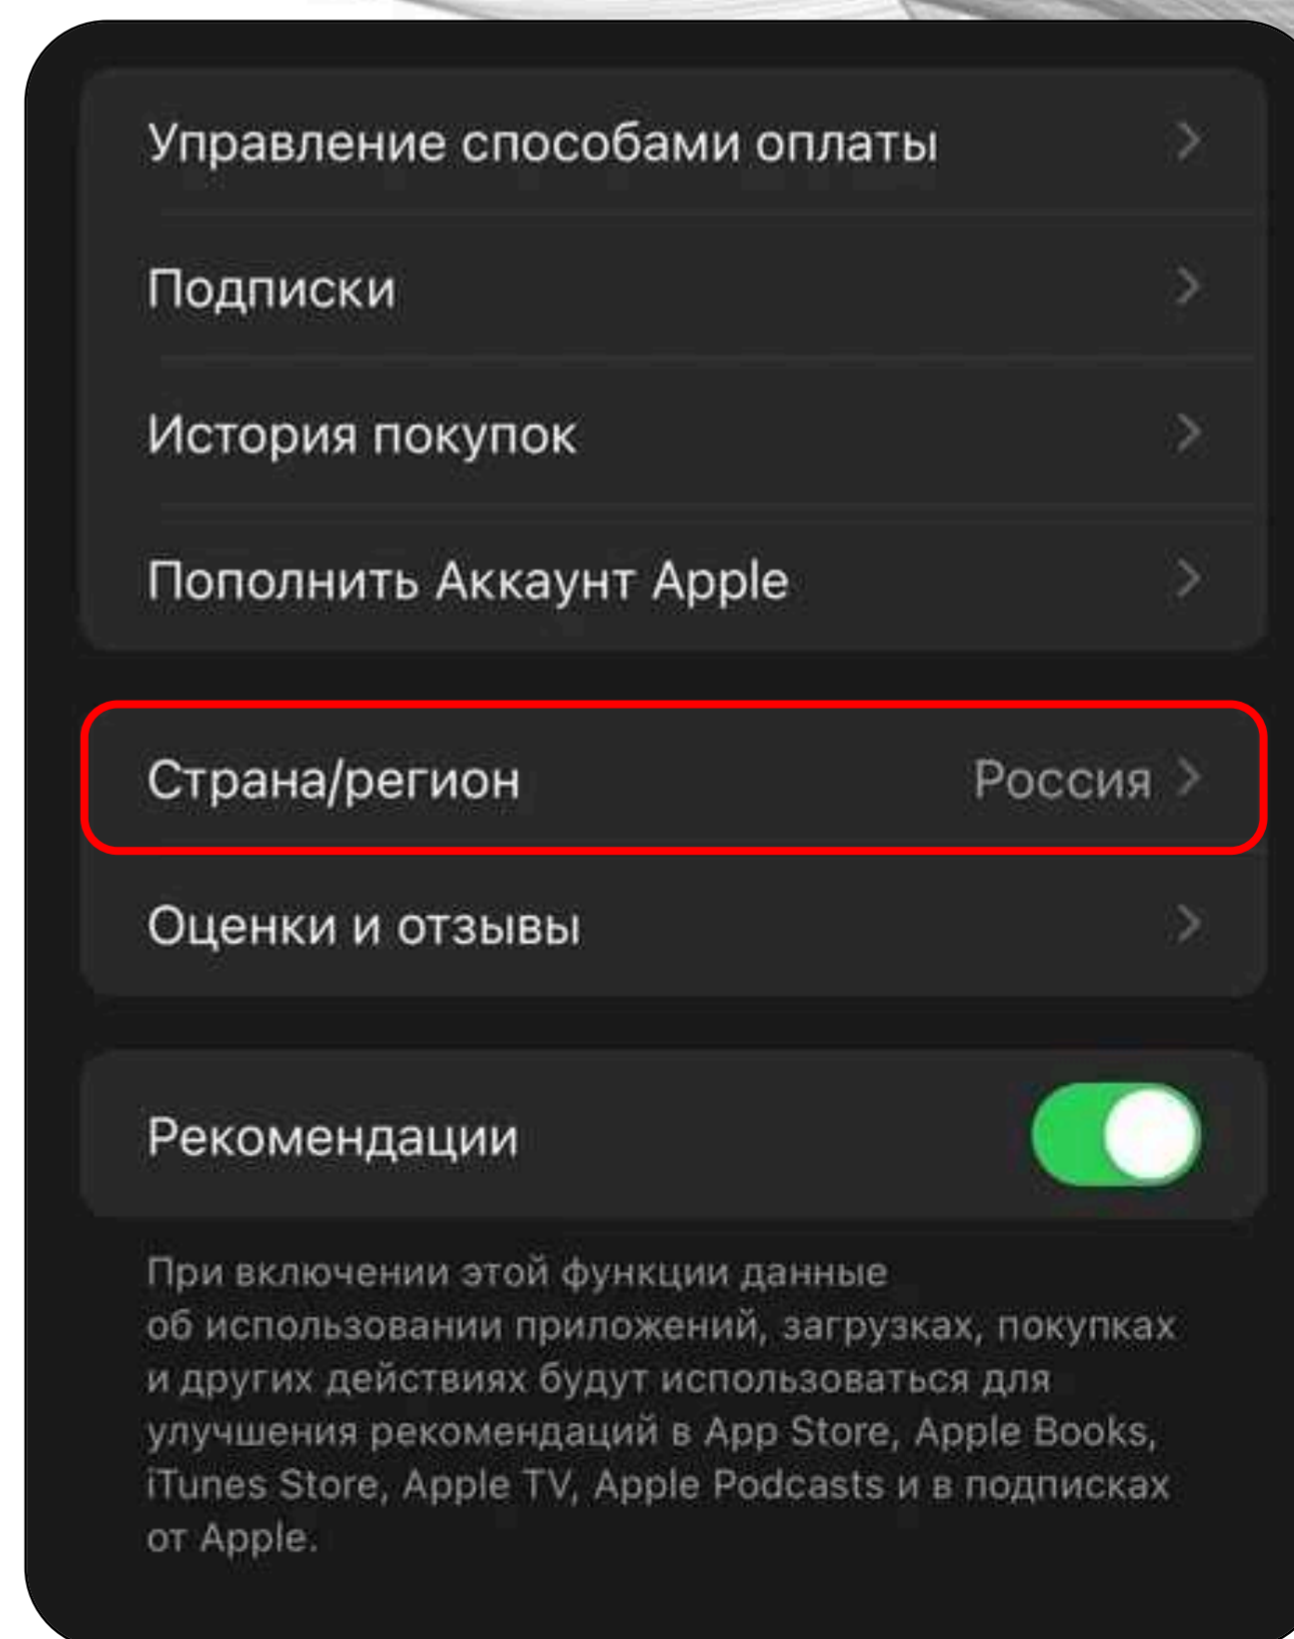 Управление способами оплаты
Подписки
История покупок
Пополнить Аккаунт Apple
Страна/регион Россия
Оценки и отзывы
Рекомендации
При включении этой функции данные
об использовании приложений, загрузках, покупках
и других действиях будут использоваться для
улучшения рекомендаций в App Store, Apple Books,
iTunes Store, Apple TV, Apple Podcasts и в подписках
от Apple.